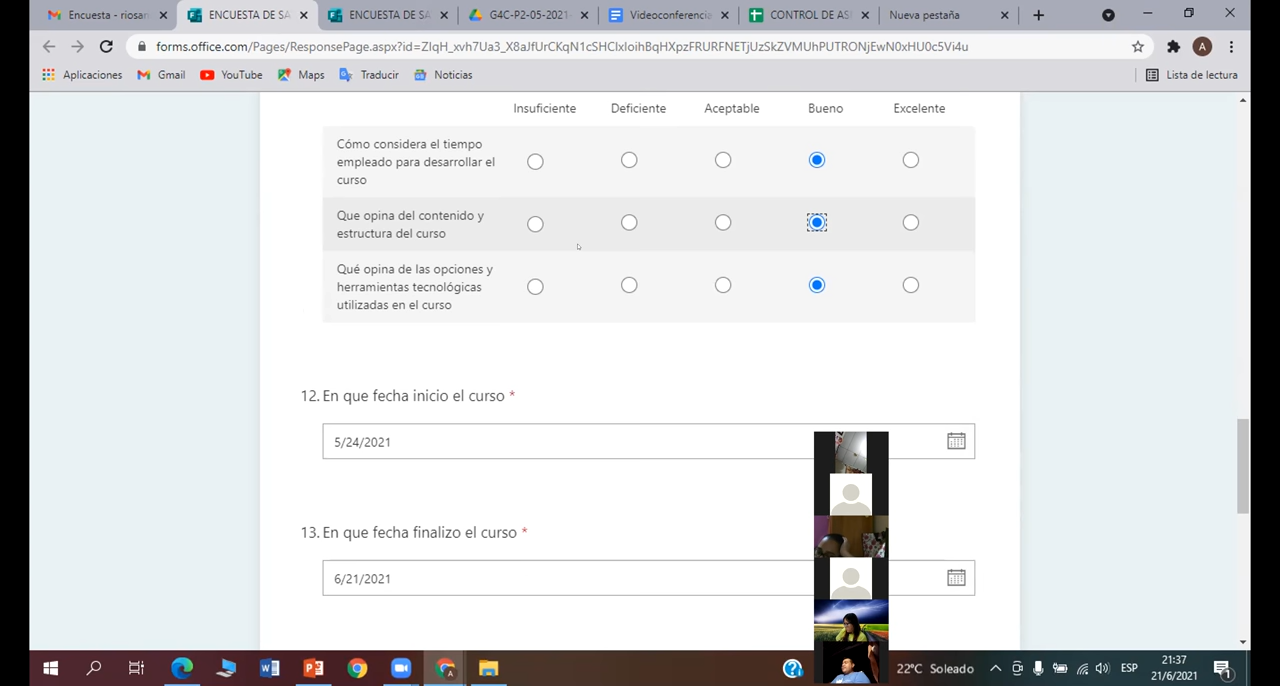 Encuesta - riosar
ENCUESTA DE SA
ENCUESTA DE SA
G4C-P2-05-2021-
Videoconferencia
CONTROL DE AS
Nueva pestaña
forms.office.com/Pages/ResponsePage.aspx?id=ZIqH_xvh7Ua3_X8aJfUrCKqN1cSHClxIoihBqHXpzFRURFNETjUzSkZVMUhPUTRONjEwN0xHU0c5Vi4u
A
Aplicaciones
Gmail
YouTube
Maps
Traducir
Noticias
Lista de lectura
Insuficiente
Deficiente
Aceptable
Bueno
Excelente
Cómo considera el tiempo
empleado para desarrollar el
curso
Que opina del contenido y
estructura del curso
Qué opina de las opciones y
herramientas tecnológicas
utilizadas en el curso
12. En que fecha inicio el curso *
5/24/2021
13. En que fecha finalizo el curso *
6/21/2021
22°C Soleado
ESP
21:37
21/6/2021
1